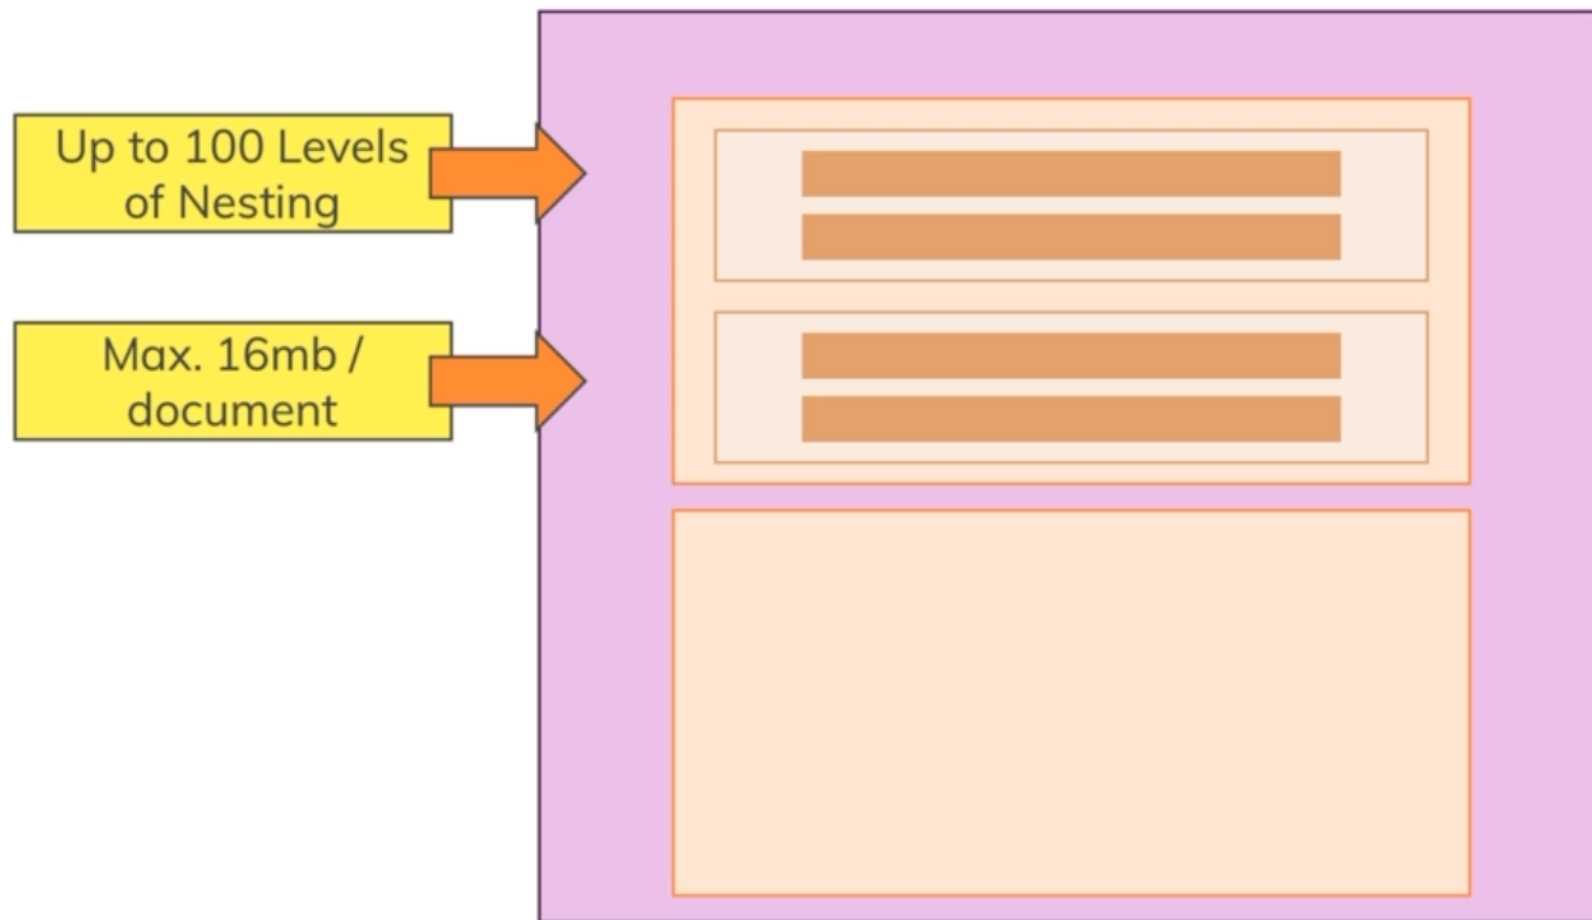 Up to 100 Levels
of Nesting
Max. 16mb /
document